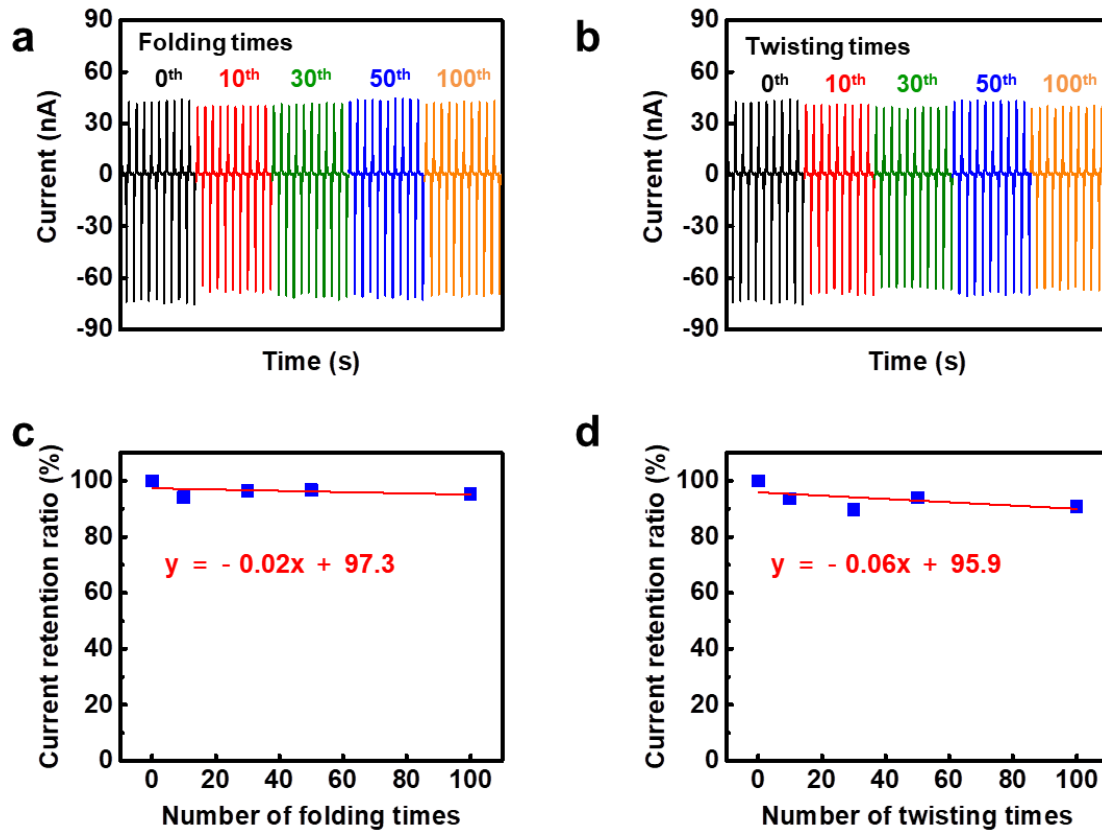 a
Folding times
0th 10th 30th 50th 100th
90
60
30
0
-30
-60
-90
Current (nA)
Time (s)
b
Twisting times
0th 10th 30th 50th 100th
90
60
30
0
-30
-60
-90
Current (nA)
Time (s)
c
100
80
60
40
20
0
Current retention ratio (%)
y = - 0.02x + 97.3
0 20 40 60 80 100
Number of folding times
d
100
80
60
40
20
0
Current retention ratio (%)
y = - 0.06x + 95.9
0 20 40 60 80 100
Number of twisting times